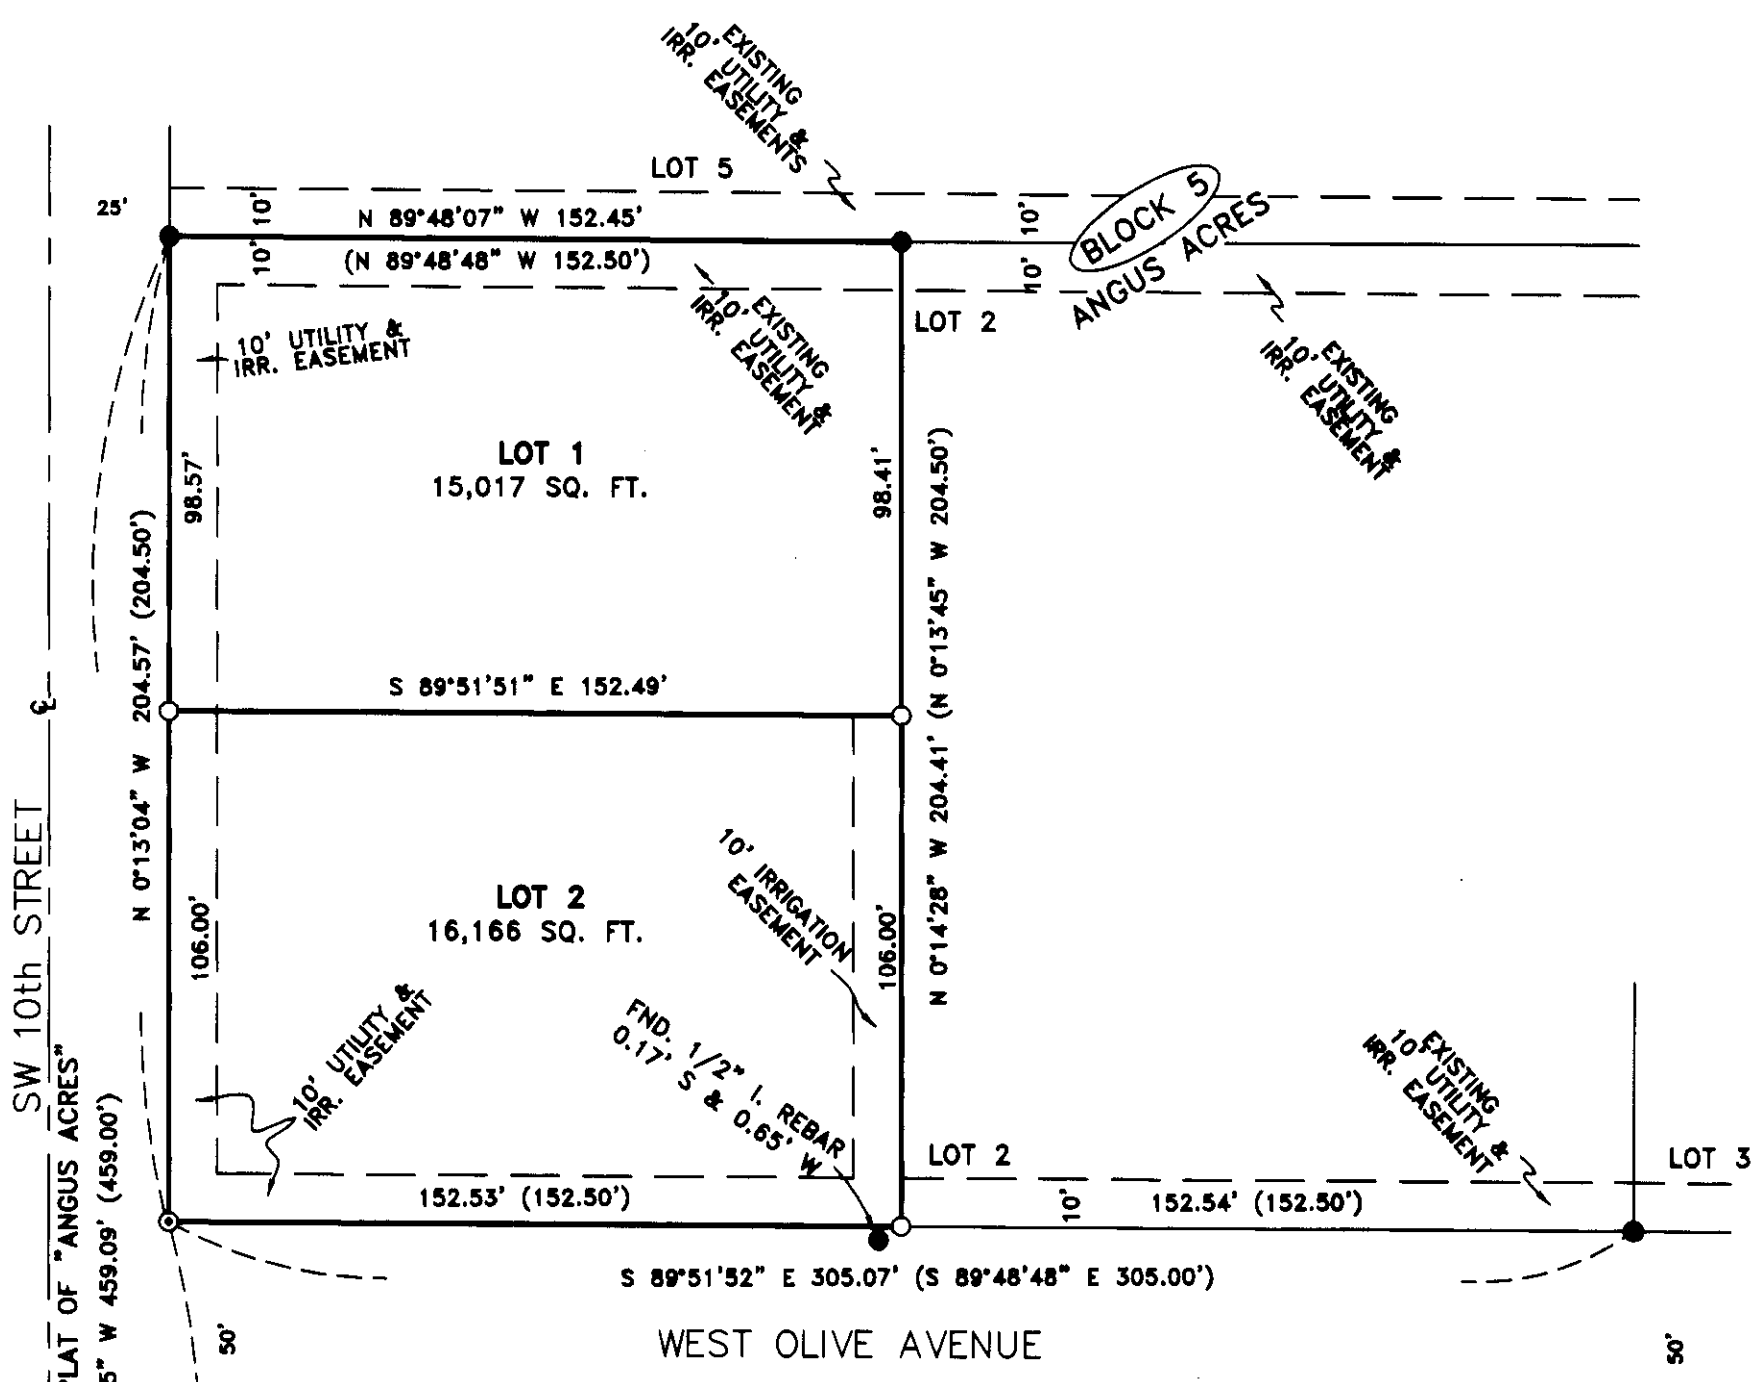 10' EXISTING
UTILITY &
IRR. EASEMENTS
LOT 5
25'
10'
N 89°48'07" W 152.45'
10'
BLOCK 5
ANGUS ACRES
10'
(N 89°48'48" W 152.50')
10'
LOT 2
10' UTILITY &
IRR. EASEMENT
10' EXISTING
UTILITY &
IRR. EASEMENT
10' EXISTING
UTILITY &
IRR. EASEMENT
LOT 1
15,017 SQ. FT.
98.57'
98.41'
N 0°13'04" W 204.57' (204.50')
N 0°14'28" W 204.41' (N 0°13'45" W 204.50')
S 89°51'51" E 152.49'
SW 10th STREET
LOT 2
16,166 SQ. FT.
106.00'
106.00'
10' IRRIGATION
EASEMENT
10' UTILITY &
IRR. EASEMENT
FND. 1/2" I. REBAR
0.17' S & 0.65' W
10' EXISTING
UTILITY &
IRR. EASEMENT
LOT 2
LOT 3
152.53' (152.50')
10'
152.54' (152.50')
PLAT OF "ANGUS ACRES"
5" W 459.09' (459.00')
S 89°51'52" E 305.07' (S 89°48'48" E 305.00')
50'
WEST OLIVE AVENUE
50'